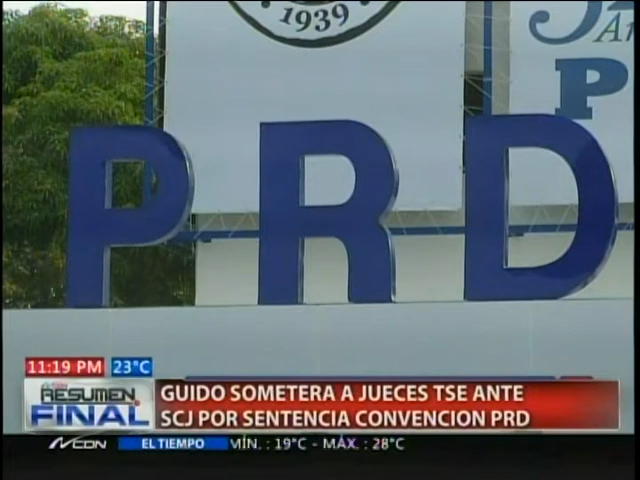 1939
P
PRD
11:19 PM 23°C
RESUMEN
FINAL
GUIDO SOMETERA A JUECES TSE ANTE
SCJ POR SENTENCIA CONVENCION PRD
CDN EL TIEMPO MÍN. : 19°C - MÁX. : 28°C